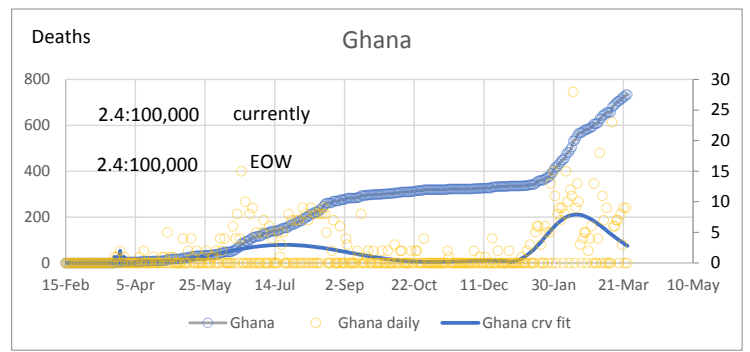 Deaths
Ghana
800
600
400
200
0
30
25
20
15
10
5
0
2.4:100,000 currently
2.4:100,000 EOW
15-Feb 5-Apr 25-May 14-Jul 2-Sep 22-Oct 11-Dec 30-Jan 21-Mar 10-May
Ghana Ghana daily Ghana crv fit